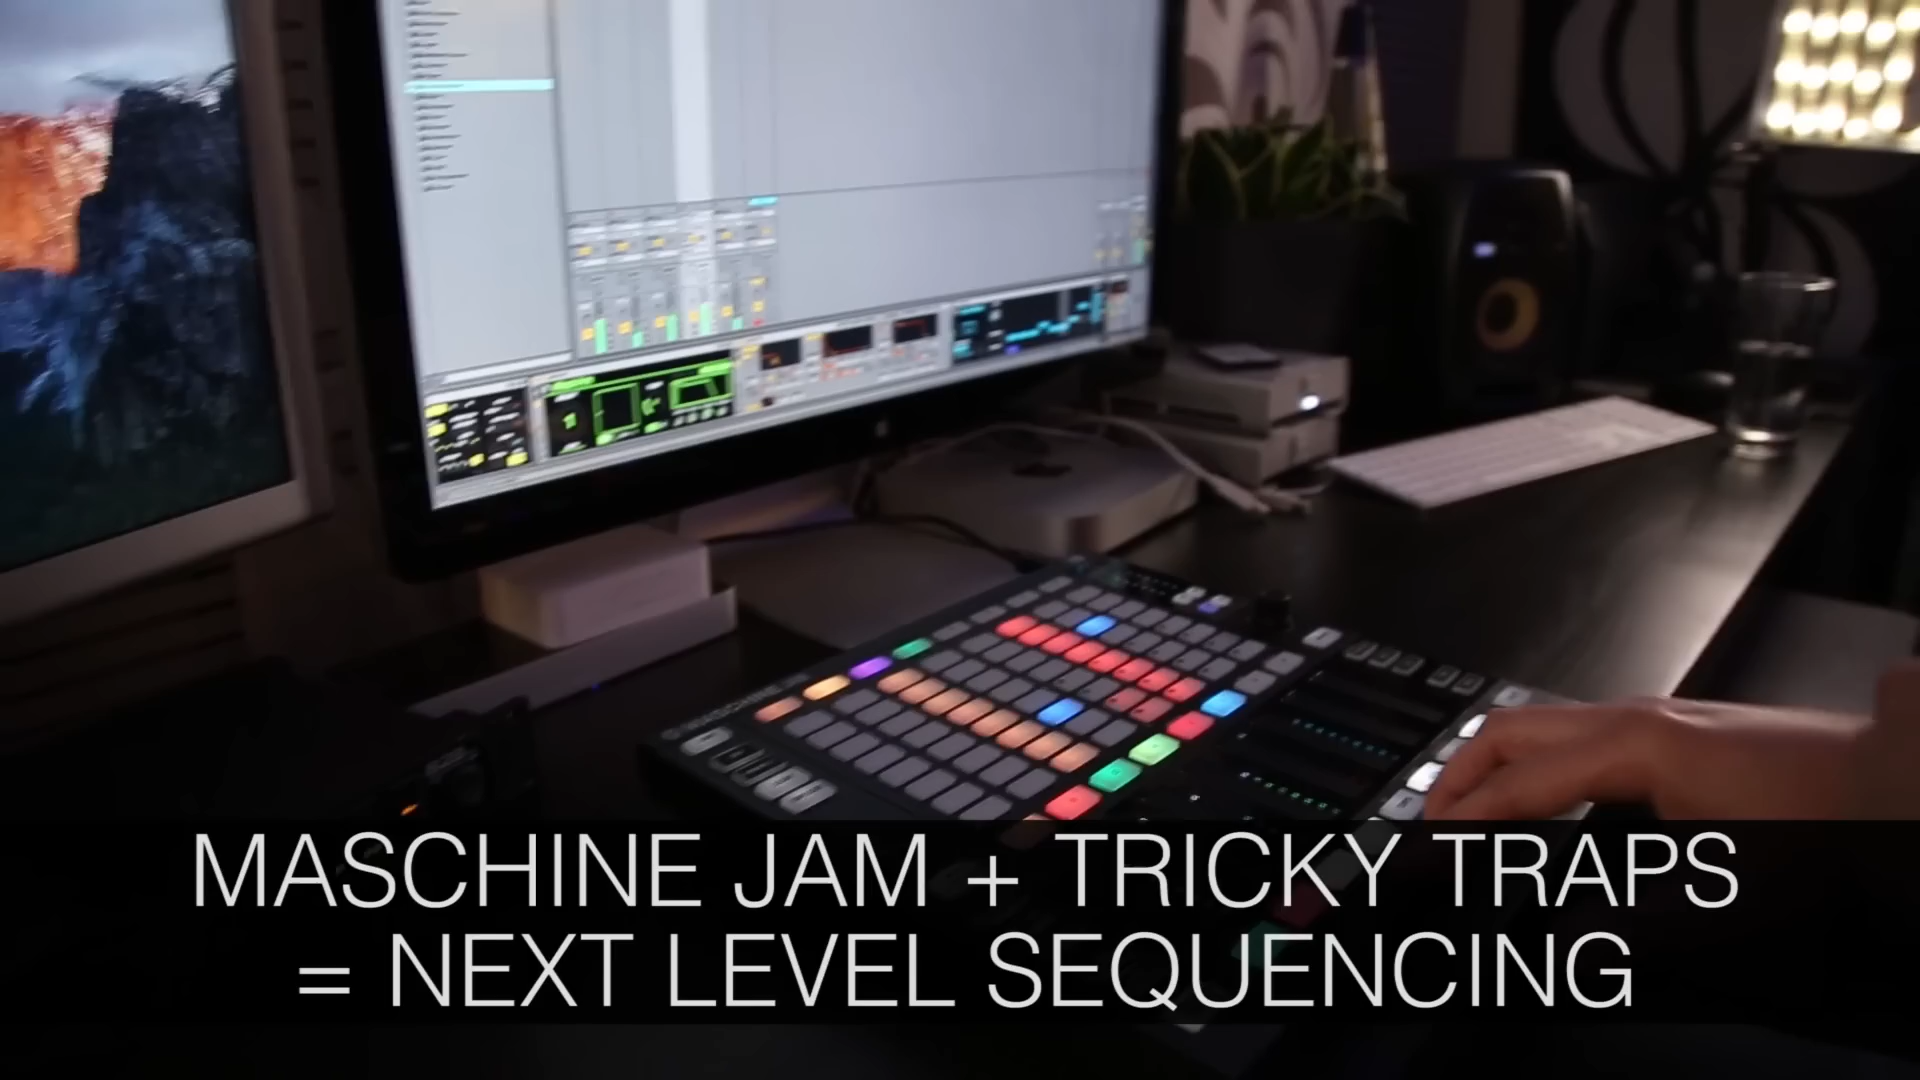 MASCHINE JAM + TRICKY TRAPS
= NEXT LEVEL SEQUENCING